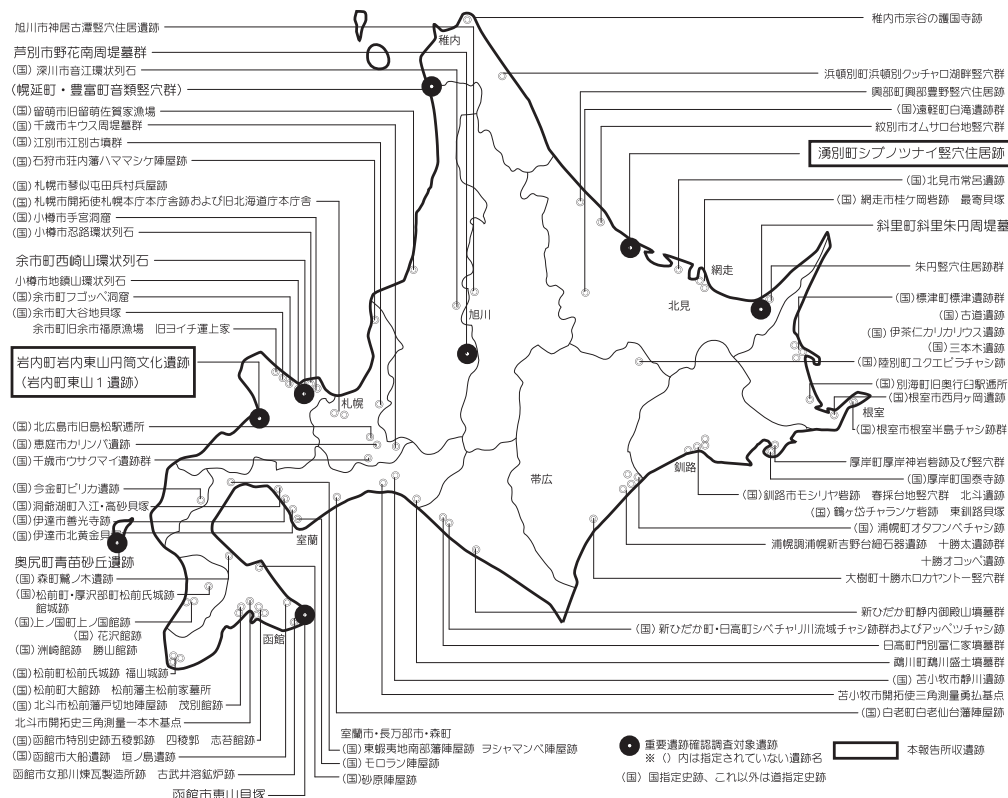 旭川市神居古潭竪穴住居遺跡
芦別市野花南周堤墓群
(国) 深川市音江環状列石
(幌延町・豊富町音類竪穴群)
(国) 留萌市旧留萌佐賀家漁場
(国) 千歳市キウス周堤墓群
(国) 江別市江別古墳群
(国) 石狩市荘内藩ハママシケ陣屋跡
(国) 札幌市琴似屯田兵村兵屋跡
(国) 札幌市開拓使札幌本庁本庁舎跡および旧北海道庁本庁舎
(国) 小樽市手宮洞窟
(国) 小樽市忍路環状列石
余市町西崎山環状列石
小樽市地鎮山環状列石
(国) 余市町フゴッペ洞窟
(国) 余市町大谷地貝塚
余市町旧余市福原漁場 旧ヨイチ運上家
岩内町岩内東山円筒文化遺跡
(岩内町東山1遺跡)
(国) 北広島市旧島松駅逓所
(国) 恵庭市カリンバ遺跡
(国) 千歳市ウサクマイ遺跡群
(国) 今金町ピリカ遺跡
(国) 洞爺湖町入江・高砂貝塚
(国) 伊達市善光寺跡
(国) 伊達市北黄金貝塚
奥尻町青苗砂丘遺跡
(国) 森町鷲ノ木遺跡
(国) 松前町・厚沢部町松前氏城跡
館城跡
(国) 上ノ国町上ノ国館跡
(国) 花沢館跡
(国) 洲崎館跡 勝山館跡
(国) 松前町松前氏城跡 福山城跡
(国) 松前町大館跡 松前藩主松前家墓所
(国) 北斗市松前藩戸切地陣屋跡 茂別館跡
北斗市開拓史三角測量一本木基点
(国) 函館市特別史跡五稜郭跡 四稜郭 志苔館跡
(国) 函館市大船遺跡 垣ノ島遺跡
函館市女那川煉瓦製造所跡 古武井溶鉱炉跡
函館市恵山貝塚
稚内
旭川
札幌
室蘭
函館
帯広
北見
網走
釧路
根室
稚内市宗谷の護国寺跡
浜頓別町浜頓別クッチャロ湖畔竪穴群
興部町興部豊野竪穴住居跡
(国) 遠軽町白滝遺跡群
紋別市オムサロ台地竪穴群
湧別町シブノツナイ竪穴住居跡
(国) 北見市常呂遺跡
(国) 網走市桂ケ岡砦跡 最寄貝塚
斜里町斜里朱円周堤墓
朱円竪穴住居跡群
(国) 標津町標津遺跡群
(国) 古道遺跡
(国) 伊茶仁カリカリウス遺跡
(国) 三本木遺跡
(国) 陸別町ユクエピラチャシ跡
(国) 別海町旧奥行臼駅逓所
(国) 根室市西月ヶ岡遺跡
(国) 根室市根室半島チャシ跡群
厚岸町厚岸神岩砦跡及び竪穴群
(国) 厚岸町国泰寺跡
(国) 釧路市モシリヤ砦跡 春採台地竪穴群 北斗遺跡
(国) 鶴ヶ岱チャランケ砦跡 東釧路貝塚
(国) 浦幌町オタフンベチャシ跡
浦幌調浦幌新吉野台細石器遺跡 十勝太遺跡群
十勝オコッペ遺跡
大樹町十勝ホロカヤントー竪穴群
新ひだか町静内御殿山墳墓群
(国) 新ひだか町・日高町シベチャリ川流域チャシ跡群およびアッペツチャシ跡
日高町門別富仁家墳墓群
鵡川町鵡川盛土墳墓群
(国) 苫小牧市静川遺跡
苫小牧市開拓使三角測量勇払基点
(国) 白老町白老仙台藩陣屋跡
室蘭市・長万部市・森町
(国) 東蝦夷地南部藩陣屋跡 ヲシャマンベ陣屋跡
(国) モロラン陣屋跡
(国) 砂原陣屋跡
重要遺跡確認調査対象遺跡
※ () 内は指定されていない遺跡名
本報告所収遺跡
(国) 国指定史跡、これ以外は道指定史跡